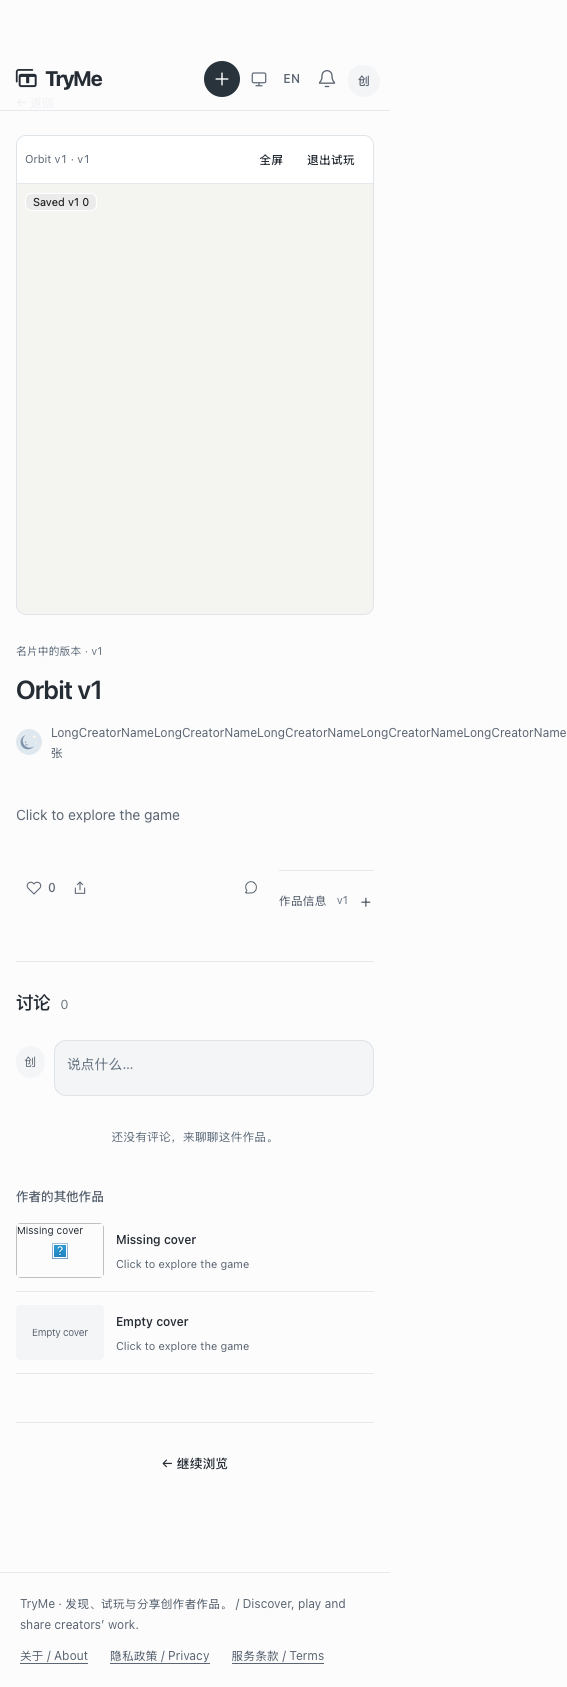 TryMe
EN
创
← 返回
Orbit v1 · v1
全屏
退出试玩
Saved v1 0
名片中的版本 · v1
Orbit v1
LongCreatorNameLongCreatorNameLongCreatorNameLongCreatorNameLongCreatorName
张
Click to explore the game
0
作品信息 v1 +
讨论 0
创
说点什么…
还没有评论，来聊聊这件作品。
作者的其他作品
Missing cover
Missing cover
Click to explore the game
Empty cover
Empty cover
Click to explore the game
← 继续浏览
TryMe · 发现、试玩与分享创作者作品。 / Discover, play and
share creators’ work.
关于 / About
隐私政策 / Privacy
服务条款 / Terms